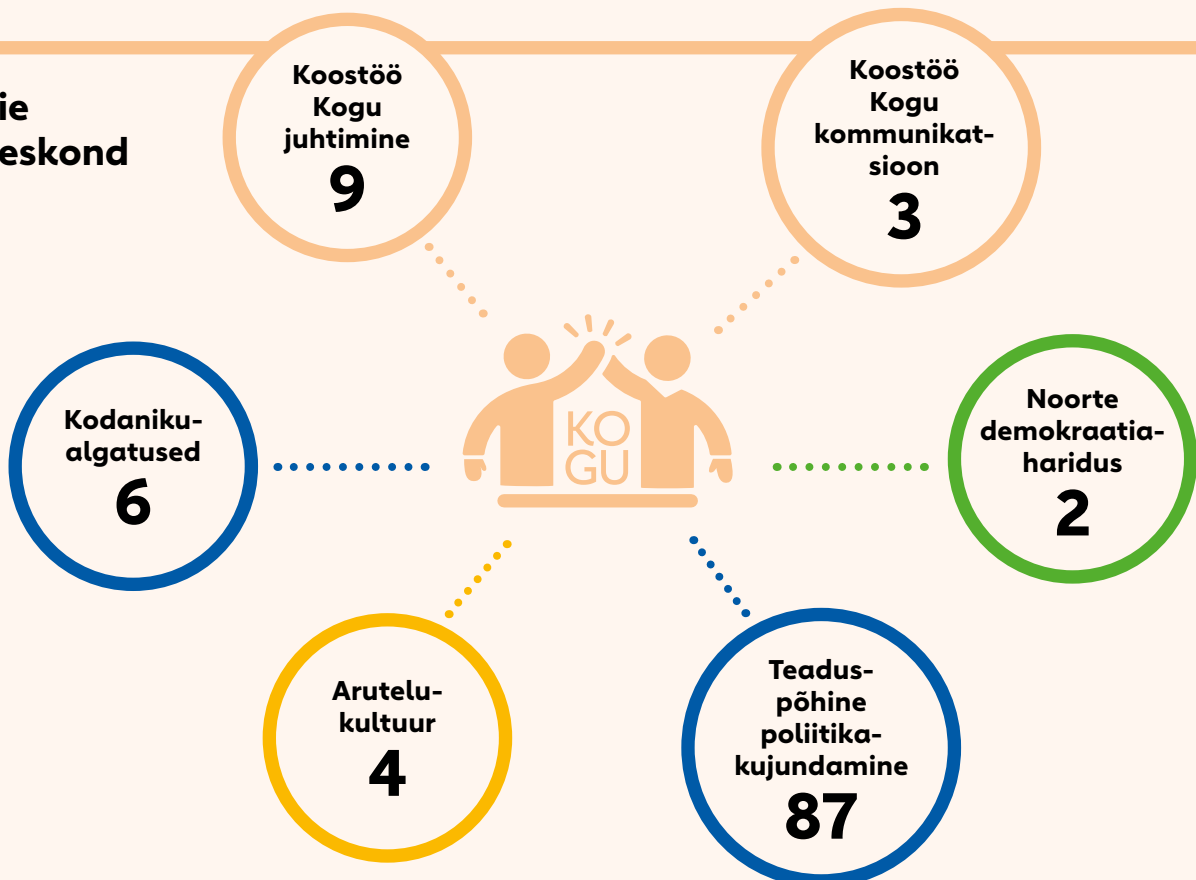 ie
eskond
Koostöö
Kogu
juhtimine
9
Koostöö
Kogu
kommunikat-
sioon
3
Kodaniku-
algatused
6
KO
GU
Noorte
demokraatia-
haridus
2
Arutelu-
kultuur
4
Teadus-
põhine
poliitika-
kujundamine
87